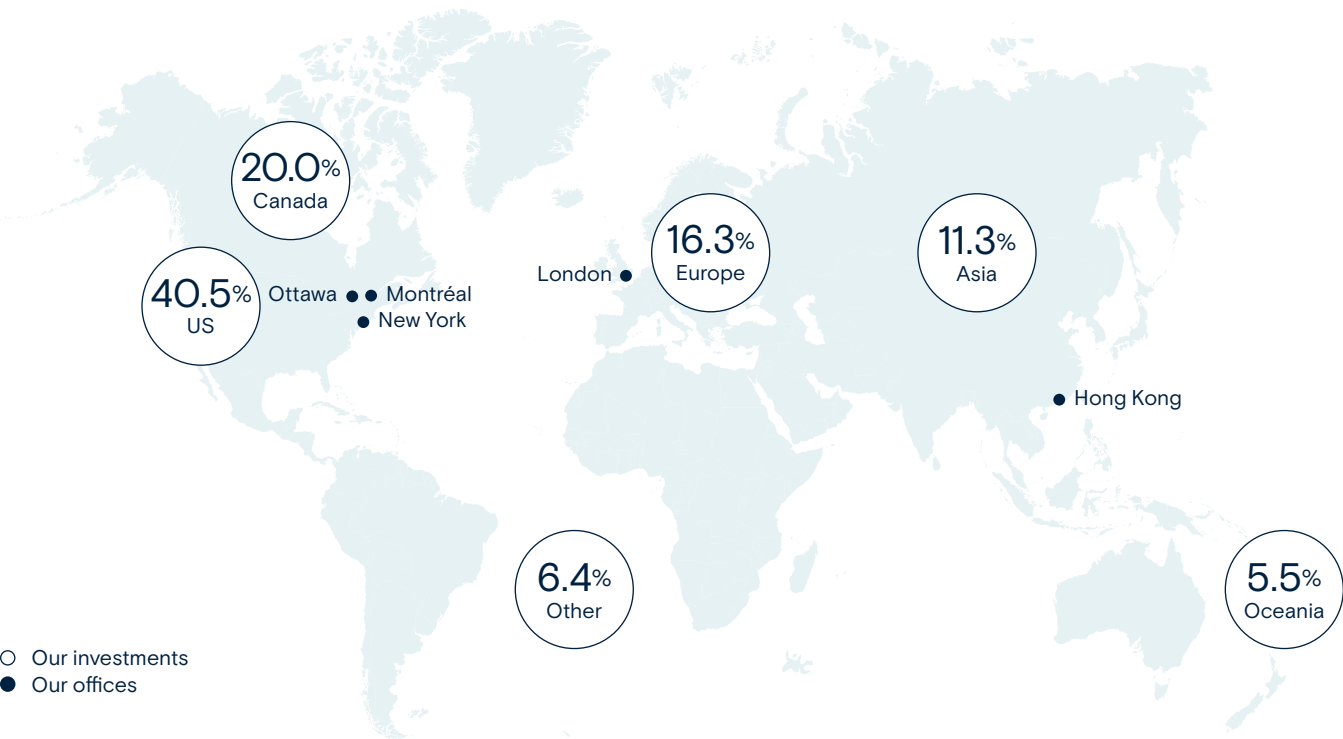 20.0%
Canada
40.5%
US
Ottawa
Montréal
New York
London
16.3%
Europe
11.3%
Asia
Hong Kong
6.4%
Other
5.5%
Oceania
Our investments
Our offices